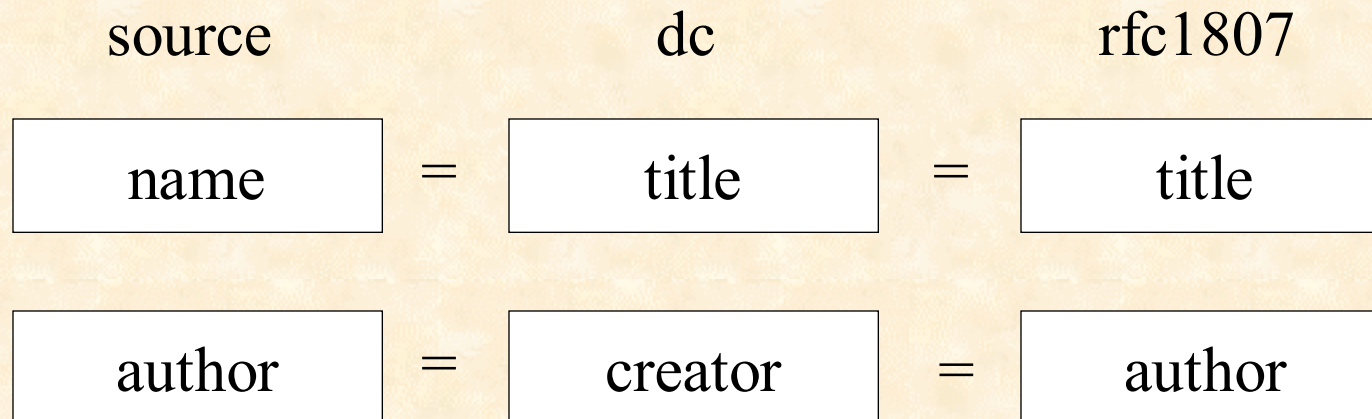 source dc rfc1807
name = title = title
author = creator = author